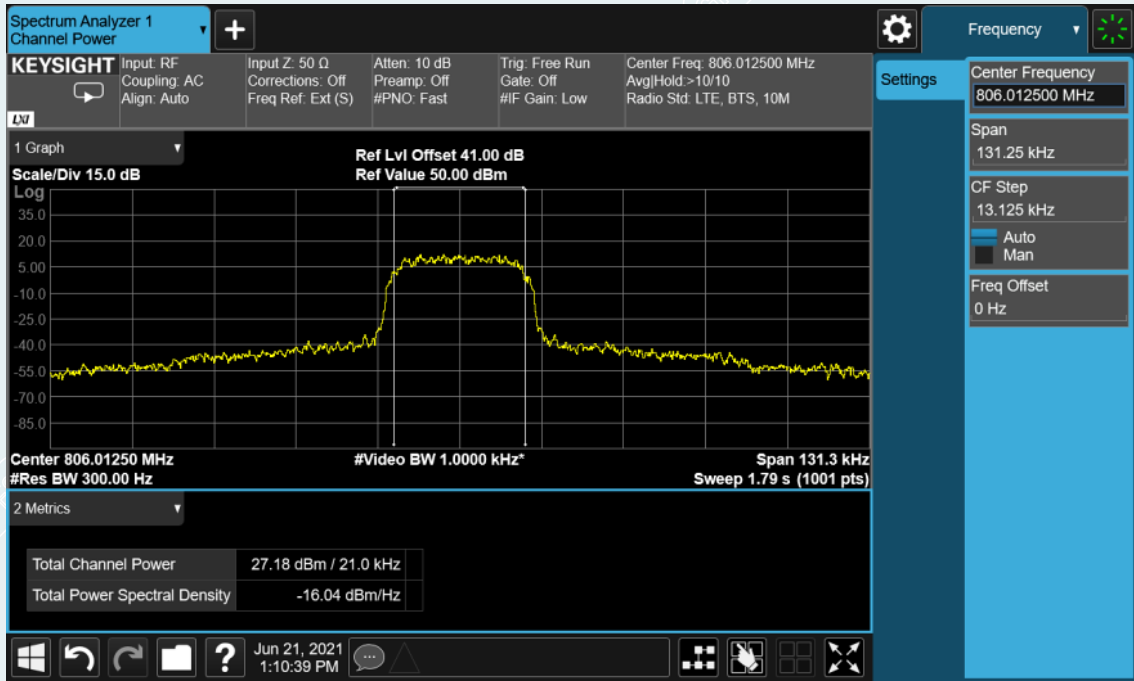 Spectrum Analyzer 1
Channel Power
Frequency
KEYSIGHT
LXI
Input: RF
Coupling: AC
Align: Auto
Input Z: 50 Ω
Corrections: Off
Freq Ref: Ext (S)
Atten: 10 dB
Preamp: Off
#PNO: Fast
Trig: Free Run
Gate: Off
#IF Gain: Low
Center Freq: 806.012500 MHz
Avg|Hold:>10/10
Radio Std: LTE, BTS, 10M
Settings
Center Frequency
806.012500 MHz
Span
131.25 kHz
CF Step
13.125 kHz
Auto
Man
Freq Offset
0 Hz
1 Graph
Scale/Div 15.0 dB
Ref Lvl Offset 41.00 dB
Ref Value 50.00 dBm
Log
35.0
20.0
5.00
-10.0
-25.0
-40.0
-55.0
-70.0
-85.0
Center 806.01250 MHz
#Video BW 1.0000 kHz*
Span 131.3 kHz
#Res BW 300.00 Hz
Sweep 1.79 s (1001 pts)
2 Metrics
Total Channel Power 27.18 dBm / 21.0 kHz
Total Power Spectral Density -16.04 dBm/Hz
?
Jun 21, 2021
1:10:39 PM